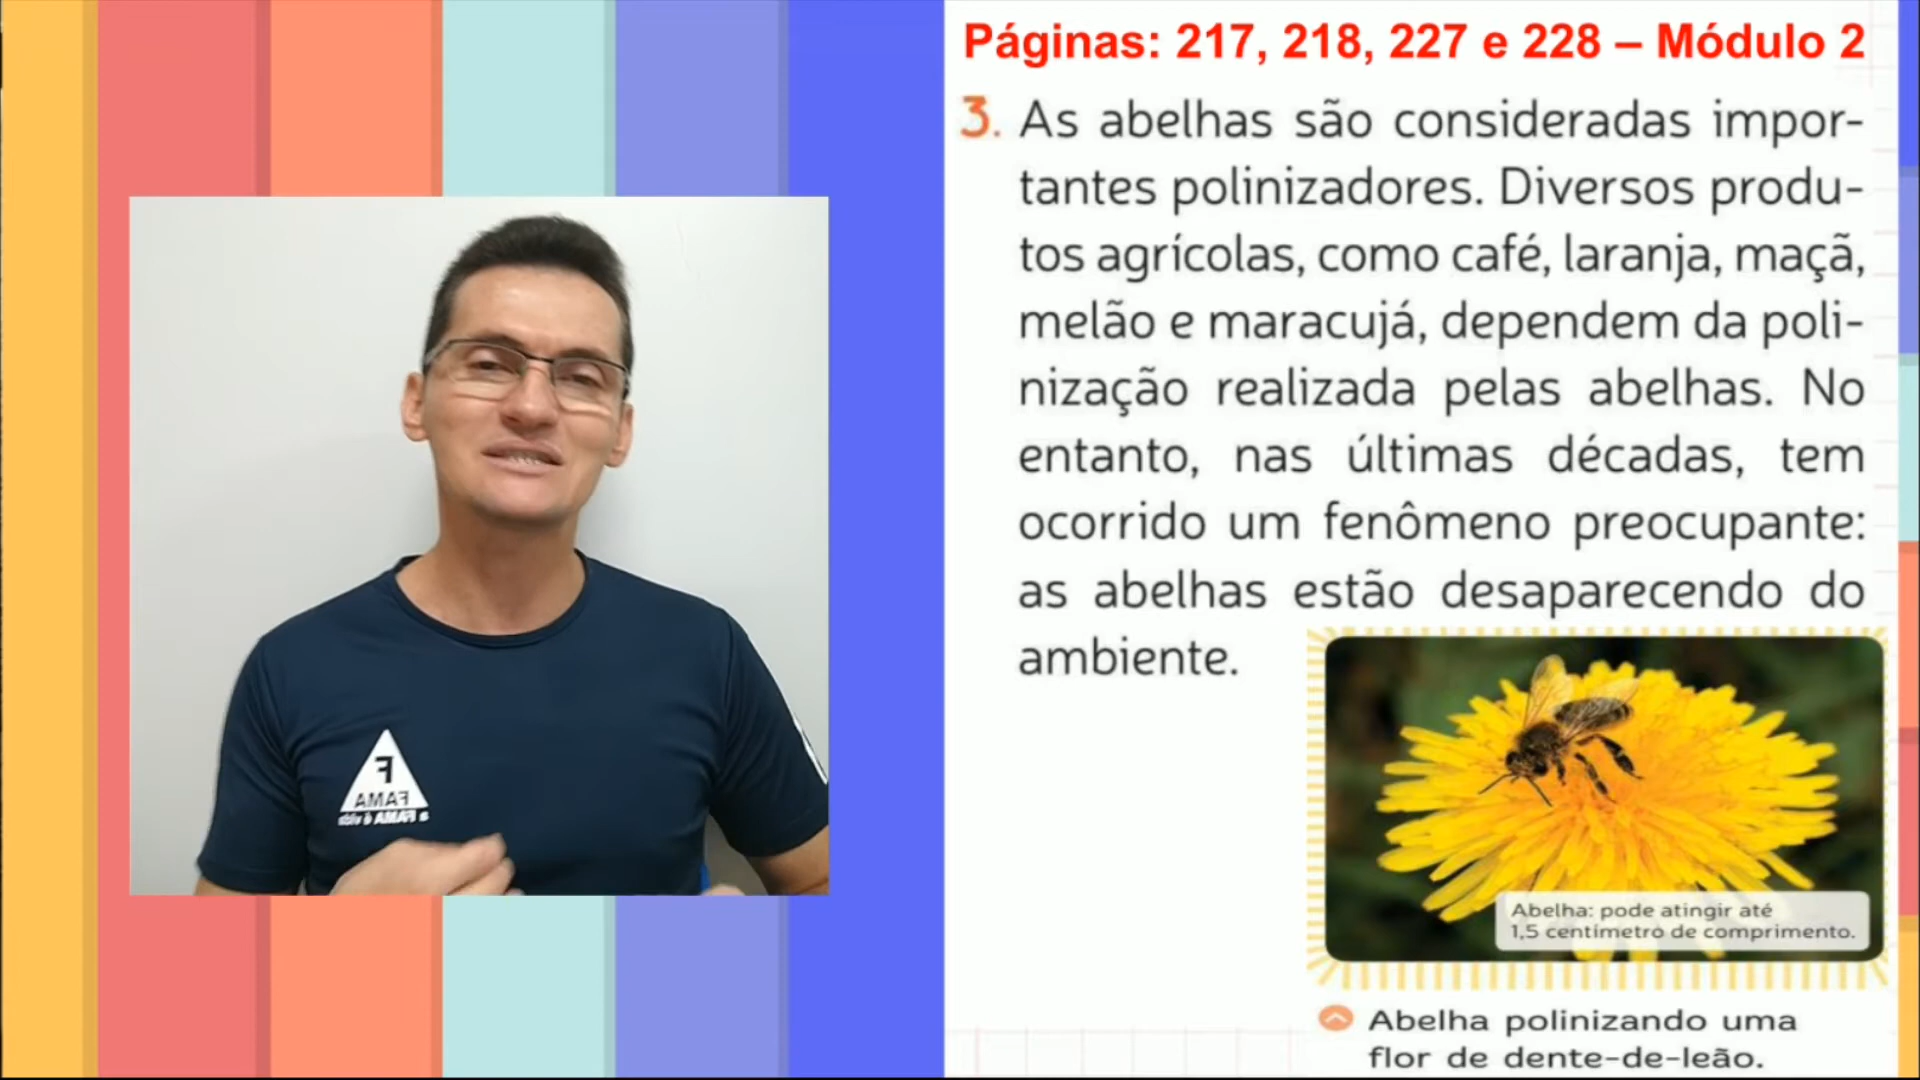 Páginas: 217, 218, 227 e 228 – Módulo 2
3. As abelhas são consideradas impor-
tantes polinizadores. Diversos produ-
tos agrícolas, como café, laranja, maçã,
melão e maracujá, dependem da poli-
nização realizada pelas abelhas. No
entanto, nas últimas décadas, tem
ocorrido um fenômeno preocupante:
as abelhas estão desaparecendo do
ambiente.
F
FAMA
a FAMA é vida
Abelha: pode atingir até
1,5 centímetro de comprimento.
Abelha polinizando uma
flor de dente-de-leão.